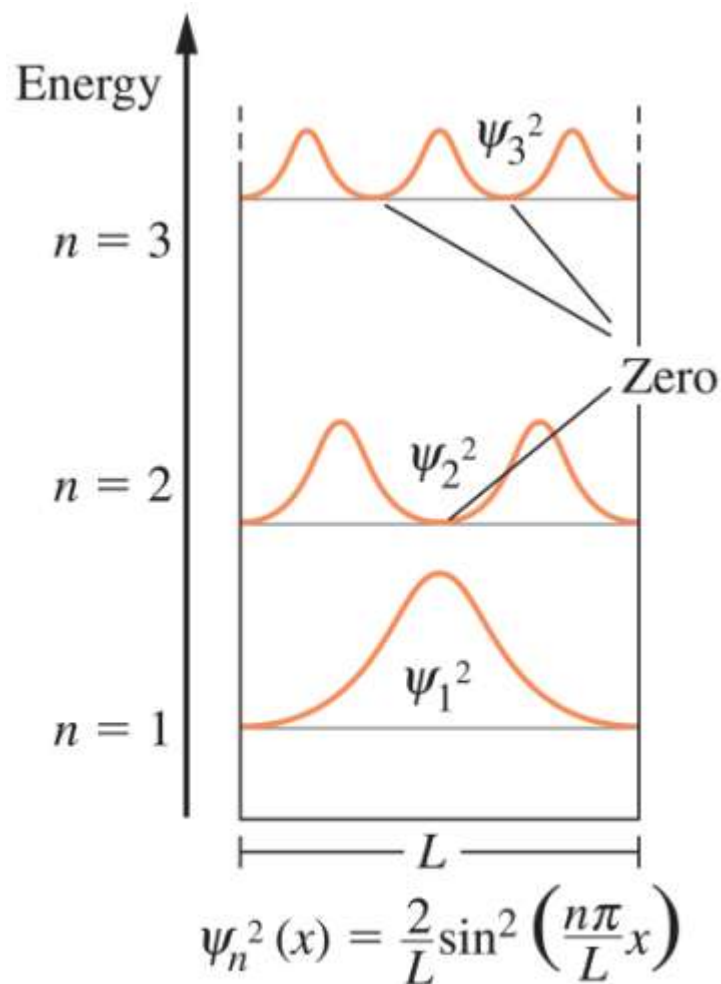 Energy
ψ₃²
n = 3
Zero
ψ₂²
n = 2
ψ₁²
n = 1
L
ψₙ² (x) = 2/L sin² (nπ/L x)